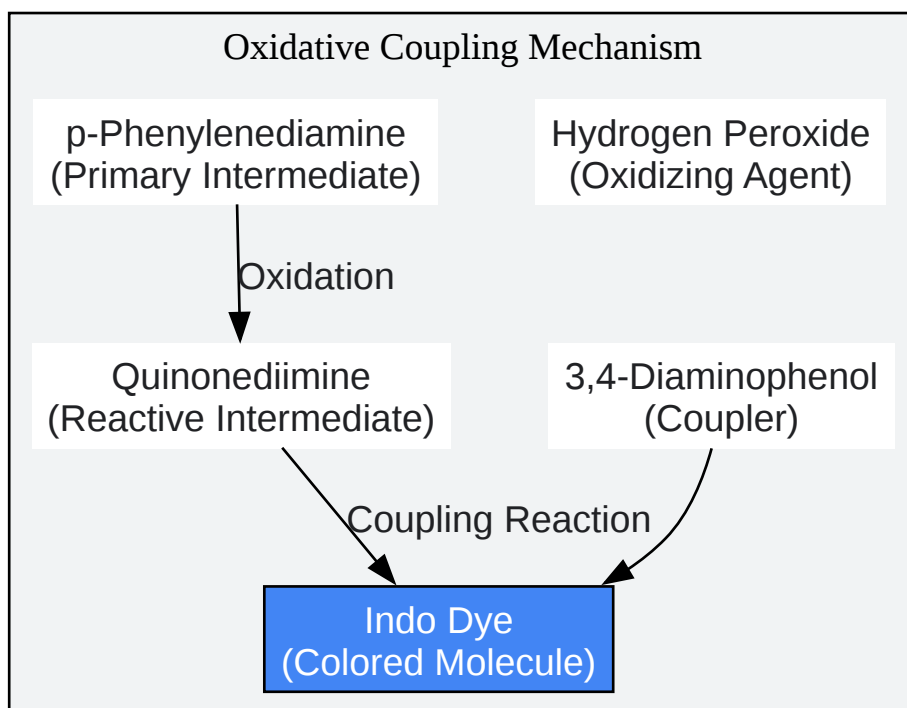 Oxidative Coupling Mechanism
p-Phenylenediamine
(Primary Intermediate)
Hydrogen Peroxide
(Oxidizing Agent)
Oxidation
Quinonediimine
(Reactive Intermediate)
3,4-Diaminophenol
(Coupler)
Coupling Reaction
Indo Dye
(Colored Molecule)